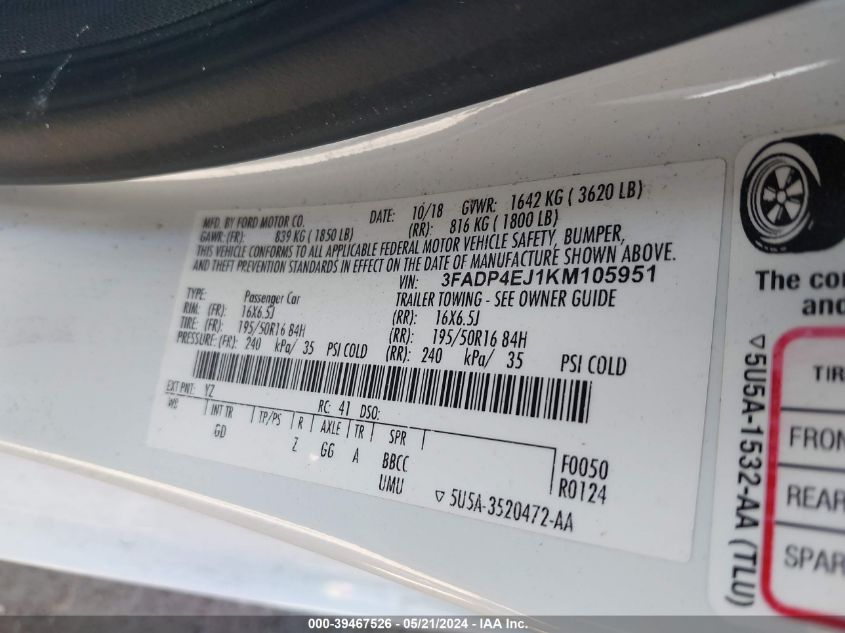 MFD. BY FORD MOTOR CO. DATE: 10/18 GVWR: 1642 KG ( 3620 LB)
GAWR: (FR): 839 KG ( 1850 LB) (RR): 816 KG ( 1800 LB)
THIS VEHICLE CONFORMS TO ALL APPLICABLE FEDERAL MOTOR VEHICLE SAFETY, BUMPER,
AND THEFT PREVENTION STANDARDS IN EFFECT ON THE DATE OF MANUFACTURE SHOWN ABOVE.
VIN: 3FADP4EJ1KM105951
TYPE: Passenger Car TRAILER TOWING - SEE OWNER GUIDE
RIM: (FR): 16X6.5J (RR): 16X6.5J
TIRE: (FR): 195/50R16 84H (RR): 195/50R16 84H
PRESSURE: (FR): 240 kPa/ 35 PSI COLD (RR): 240 kPa/ 35 PSI COLD
EXT PNT: YZ RC: 41 DSO:
WB INT TR TP/PS R AXLE TR SPR
GD Z GG A BBCC F0050
UMU R0124
▽ 5U5A-3520472-AA
▽5U5A-1532-AA (TLU)
The co
and
TIR
FRON
REAR
SPAR
000-39467526 - 05/21/2024 - IAA Inc.